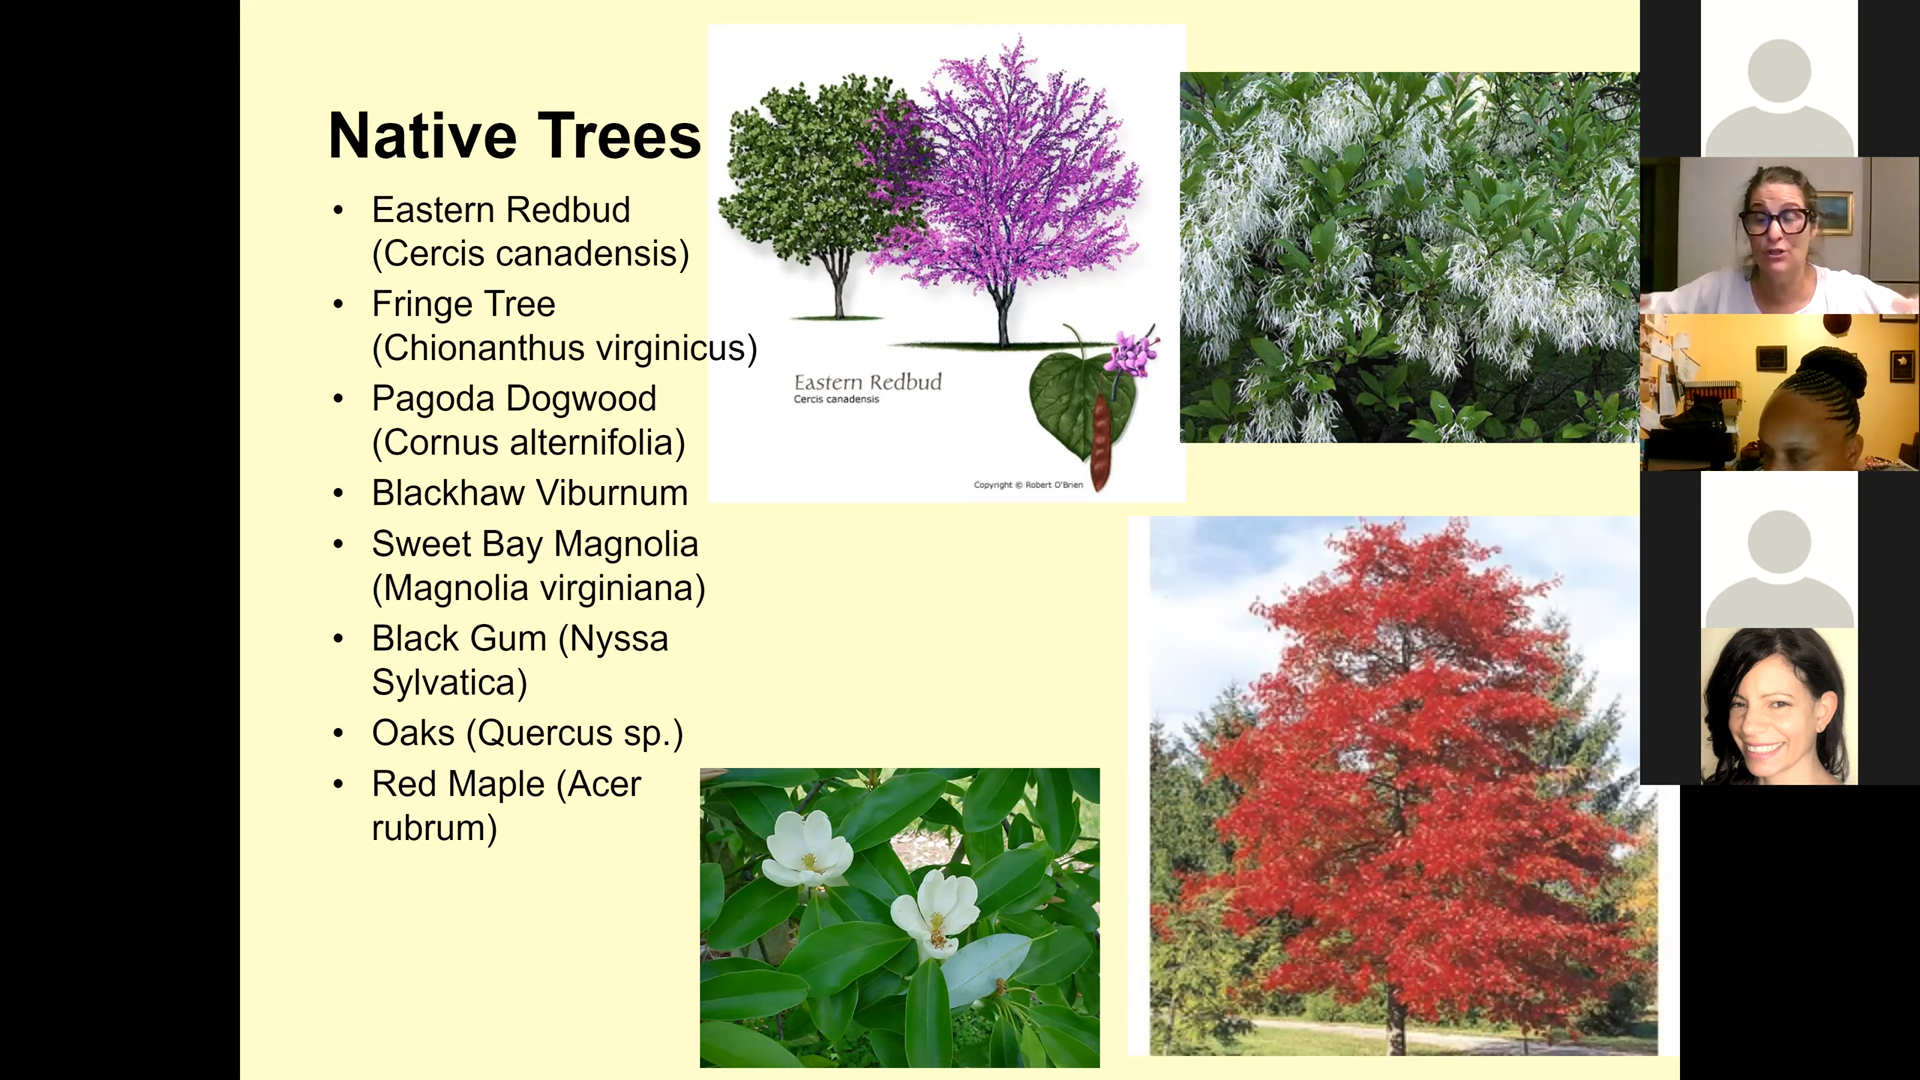 Native Trees
• Eastern Redbud
(Cercis canadensis)
• Fringe Tree
(Chionanthus virginicus)
• Pagoda Dogwood
(Cornus alternifolia)
• Blackhaw Viburnum
• Sweet Bay Magnolia
(Magnolia virginiana)
• Black Gum (Nyssa
Sylvatica)
• Oaks (Quercus sp.)
• Red Maple (Acer
rubrum)
Eastern Redbud
Cercis canadensis
Copyright © Robert O'Brien